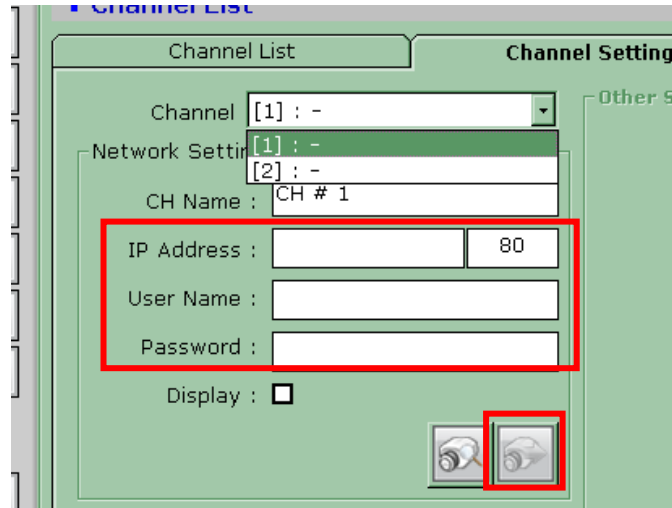 Channel List
Channel List
Channel Setting
Channel [1] : -
Other S
[1] : -
Network Settin
[2] : -
CH Name : CH # 1
IP Address : 80
User Name :
Password :
Display :